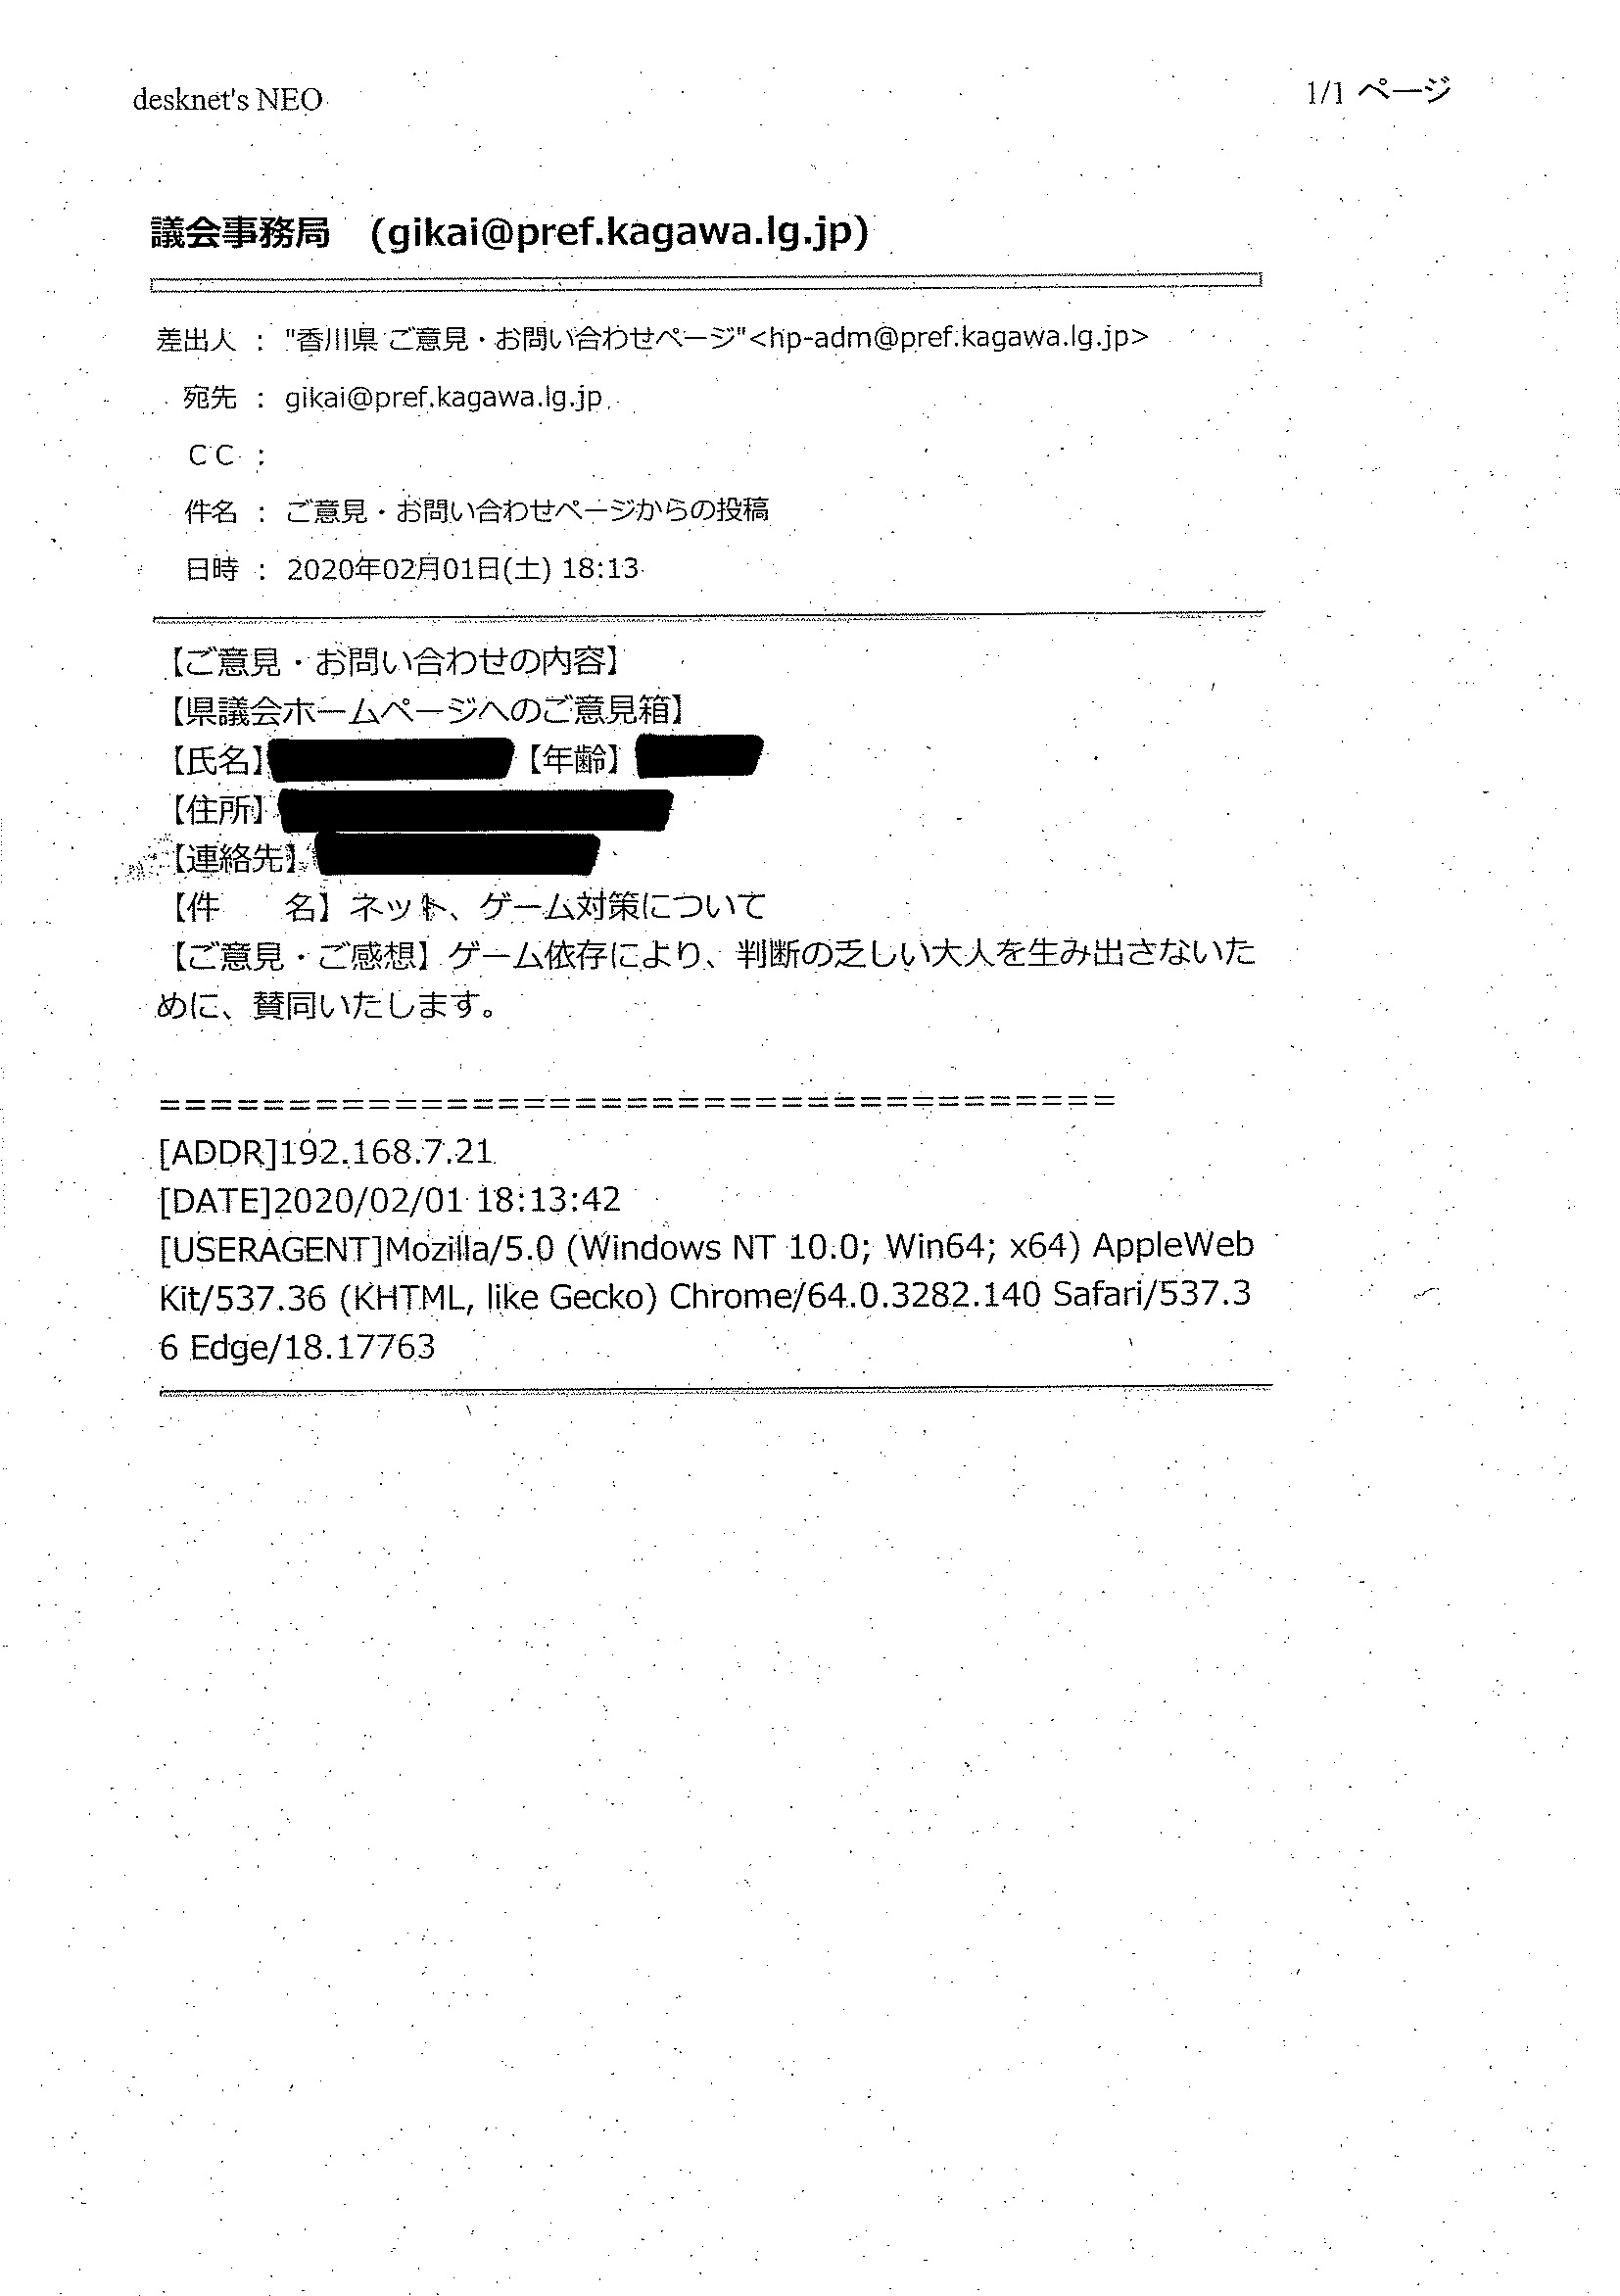 desknet's NEO
1/1 ページ
議会事務局 (gikai@pref.kagawa.lg.jp)
差出人 : "香川県 ご意見・お問い合わせページ"<hp-adm@pref.kagawa.lg.jp>
宛先 : gikai@pref.kagawa.lg.jp
CC :
件名 : ご意見・お問い合わせページからの投稿
日時 : 2020年02月01日(土) 18:13
【ご意見・お問い合わせの内容】
【県議会ホームページへのご意見箱】
【氏名】 【年齢】
【住所】
【連絡先】
【件　　名】ネット、ゲーム対策について
【ご意見・ご感想】ゲーム依存により、判断の乏しい大人を生み出さないた
めに、賛同いたします。
=====================================
[ADDR]192.168.7.21
[DATE]2020/02/01 18:13:42
[USERAGENT]Mozilla/5.0 (Windows NT 10.0; Win64; x64) AppleWeb
Kit/537.36 (KHTML, like Gecko) Chrome/64.0.3282.140 Safari/537.3
6 Edge/18.17763